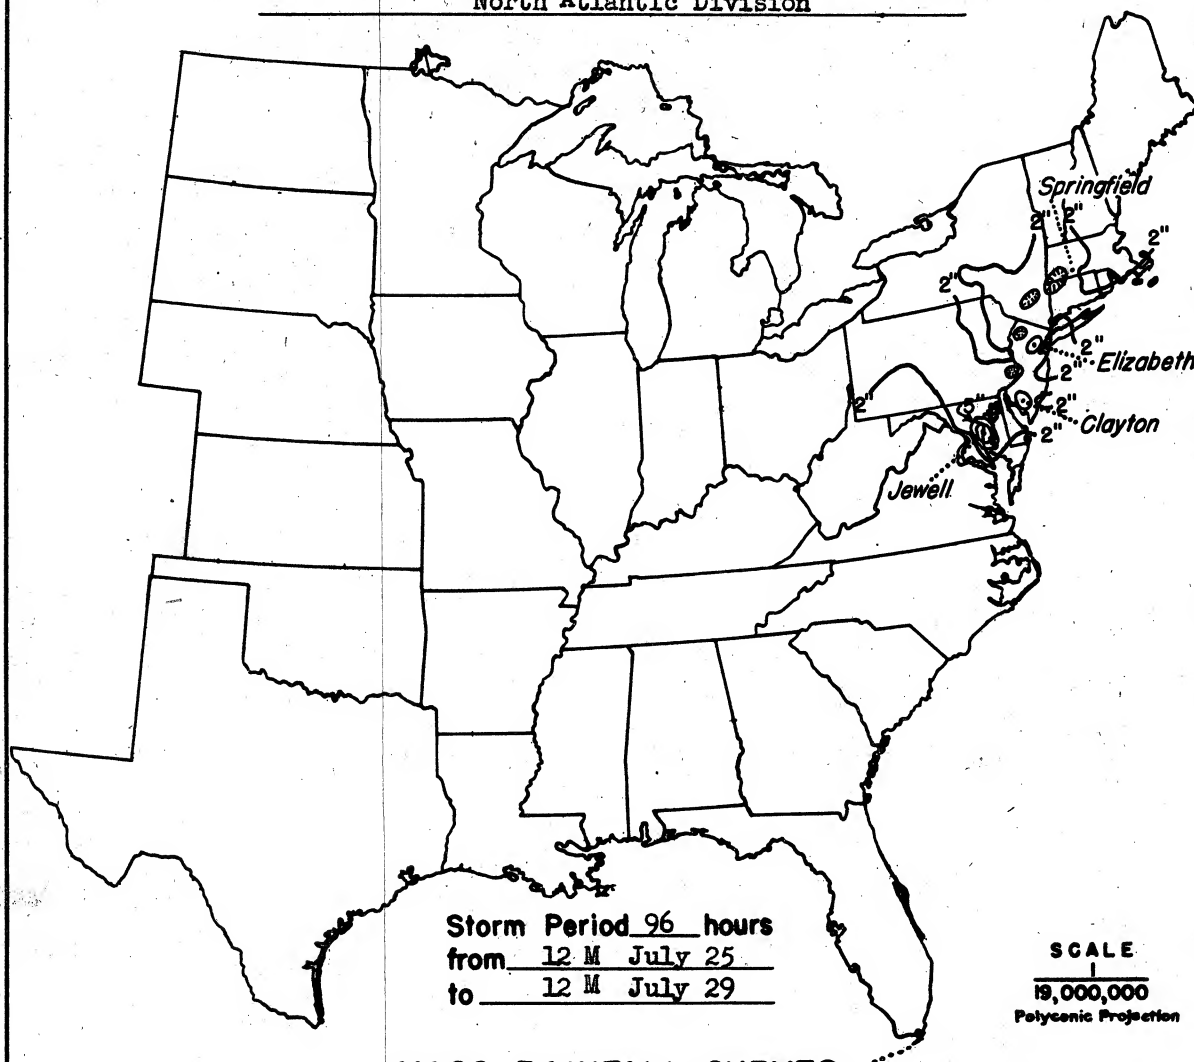 North Atlantic Division
Springfield
2" 2"
2"
2"
2"
Elizabeth
2"
2"
5"
2"
Clayton
2"
Jewell
Storm Period 96 hours
from 12 M July 25
to 12 M July 29
SCALE
1
19,000,000
Polyconic Projection